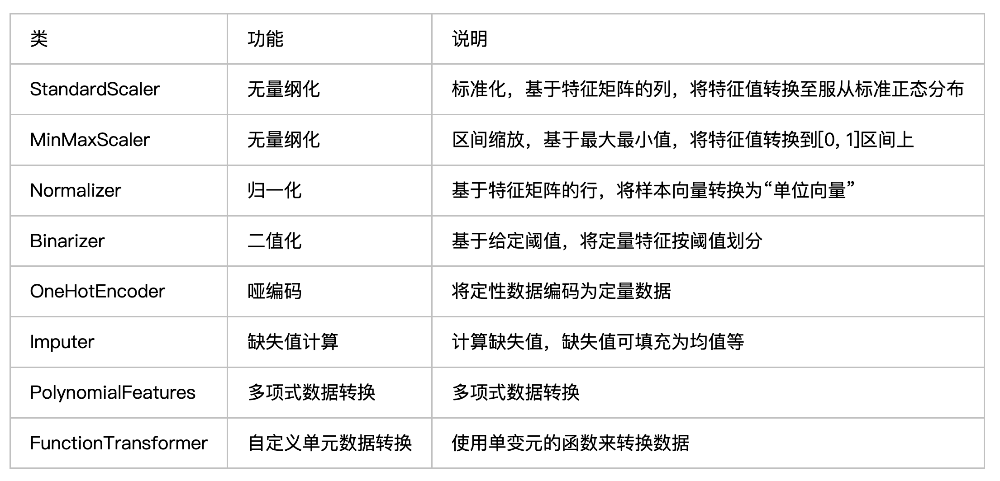 类 功能 说明
StandardScaler 无量纲化 标准化，基于特征矩阵的列，将特征值转换至服从标准正态分布
MinMaxScaler 无量纲化 区间缩放，基于最大最小值，将特征值转换到[0, 1]区间上
Normalizer 归一化 基于特征矩阵的行，将样本向量转换为“单位向量”
Binarizer 二值化 基于给定阈值，将定量特征按阈值划分
OneHotEncoder 哑编码 将定性数据编码为定量数据
Imputer 缺失值计算 计算缺失值，缺失值可填充为均值等
PolynomialFeatures 多项式数据转换 多项式数据转换
FunctionTransformer 自定义单元数据转换 使用单变元的函数来转换数据